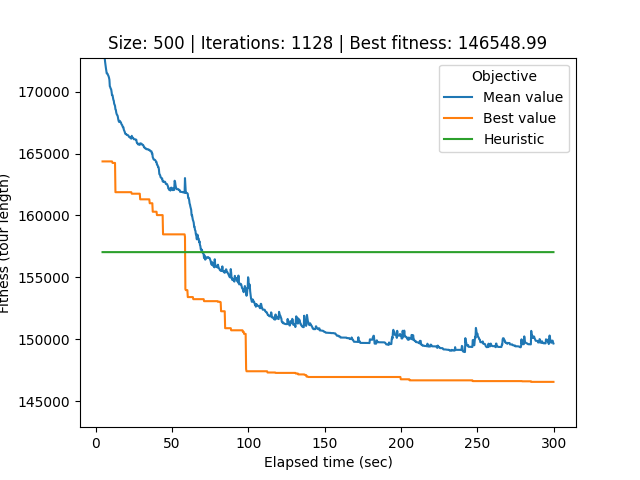 Size: 500 | Iterations: 1128 | Best fitness: 146548.99
170000
165000
160000
155000
150000
145000
Fitness (tour length)
Objective
Mean value
Best value
Heuristic
0 50 100 150 200 250 300
Elapsed time (sec)